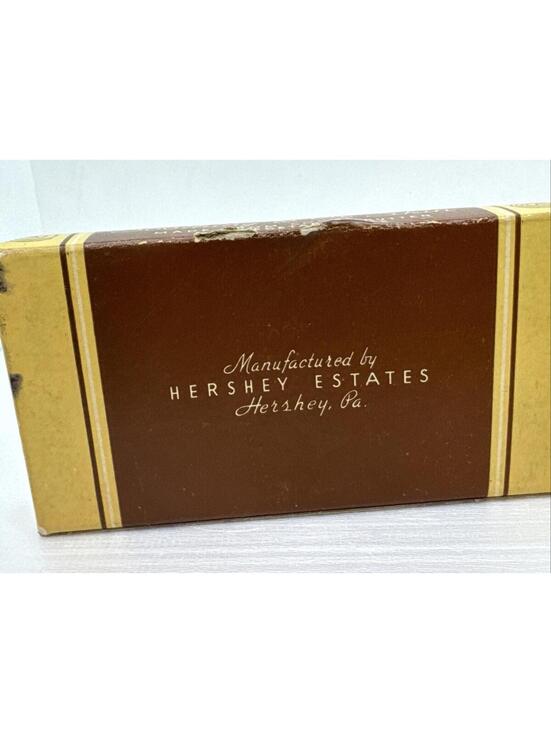 Manufactured by
HERSHEY ESTATES
Hershey, Pa.